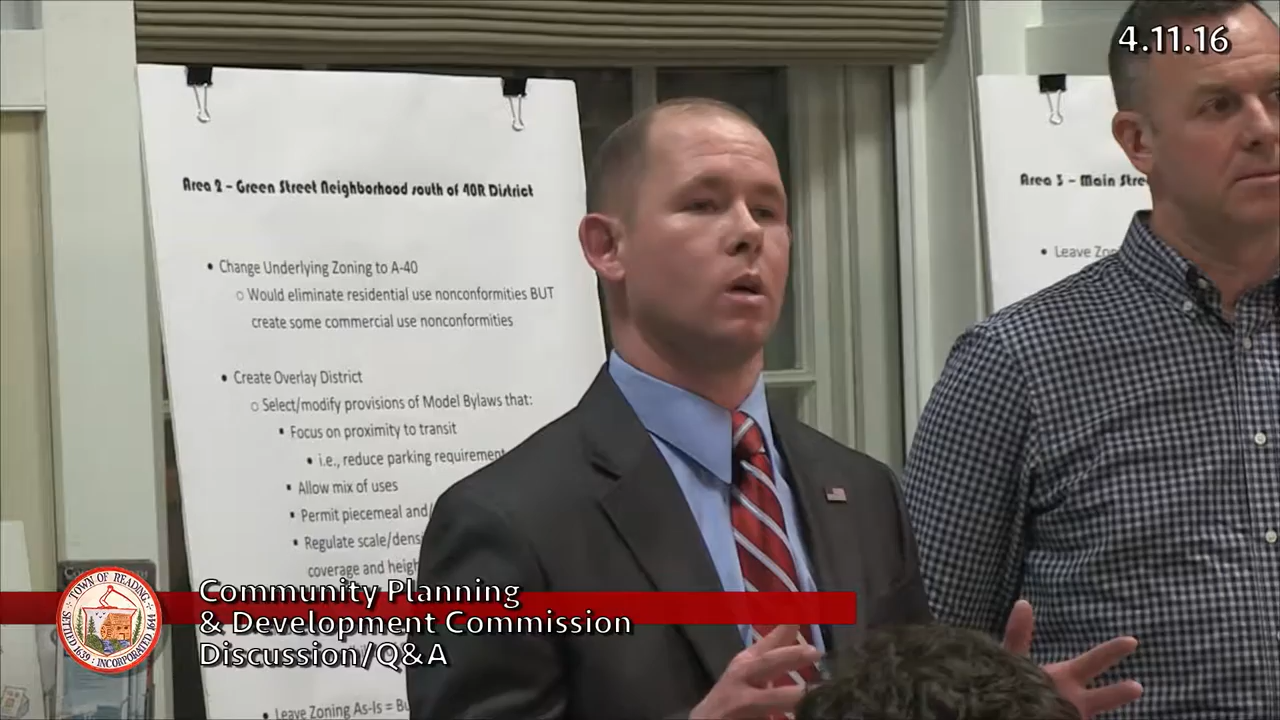 4.11.16
Area 2 – Green Street Neighborhood south of 40R District
• Change Underlying Zoning to A-40
○ Would eliminate residential use nonconformities BUT
create some commercial use nonconformities
• Create Overlay District
○ Select/modify provisions of Model Bylaws that:
▪ Focus on proximity to transit
• i.e., reduce parking requirement
▪ Allow mix of uses
▪ Permit piecemeal and/
▪ Regulate scale/dens
coverage and heigh
• Leave Zoning As-Is = Bu
Area 3 – Main Stree
• Leave Zon
TOWN OF READING
SETTLED 1639 : INCORPORATED 1644
Community Planning
& Development Commission
Discussion/Q&A